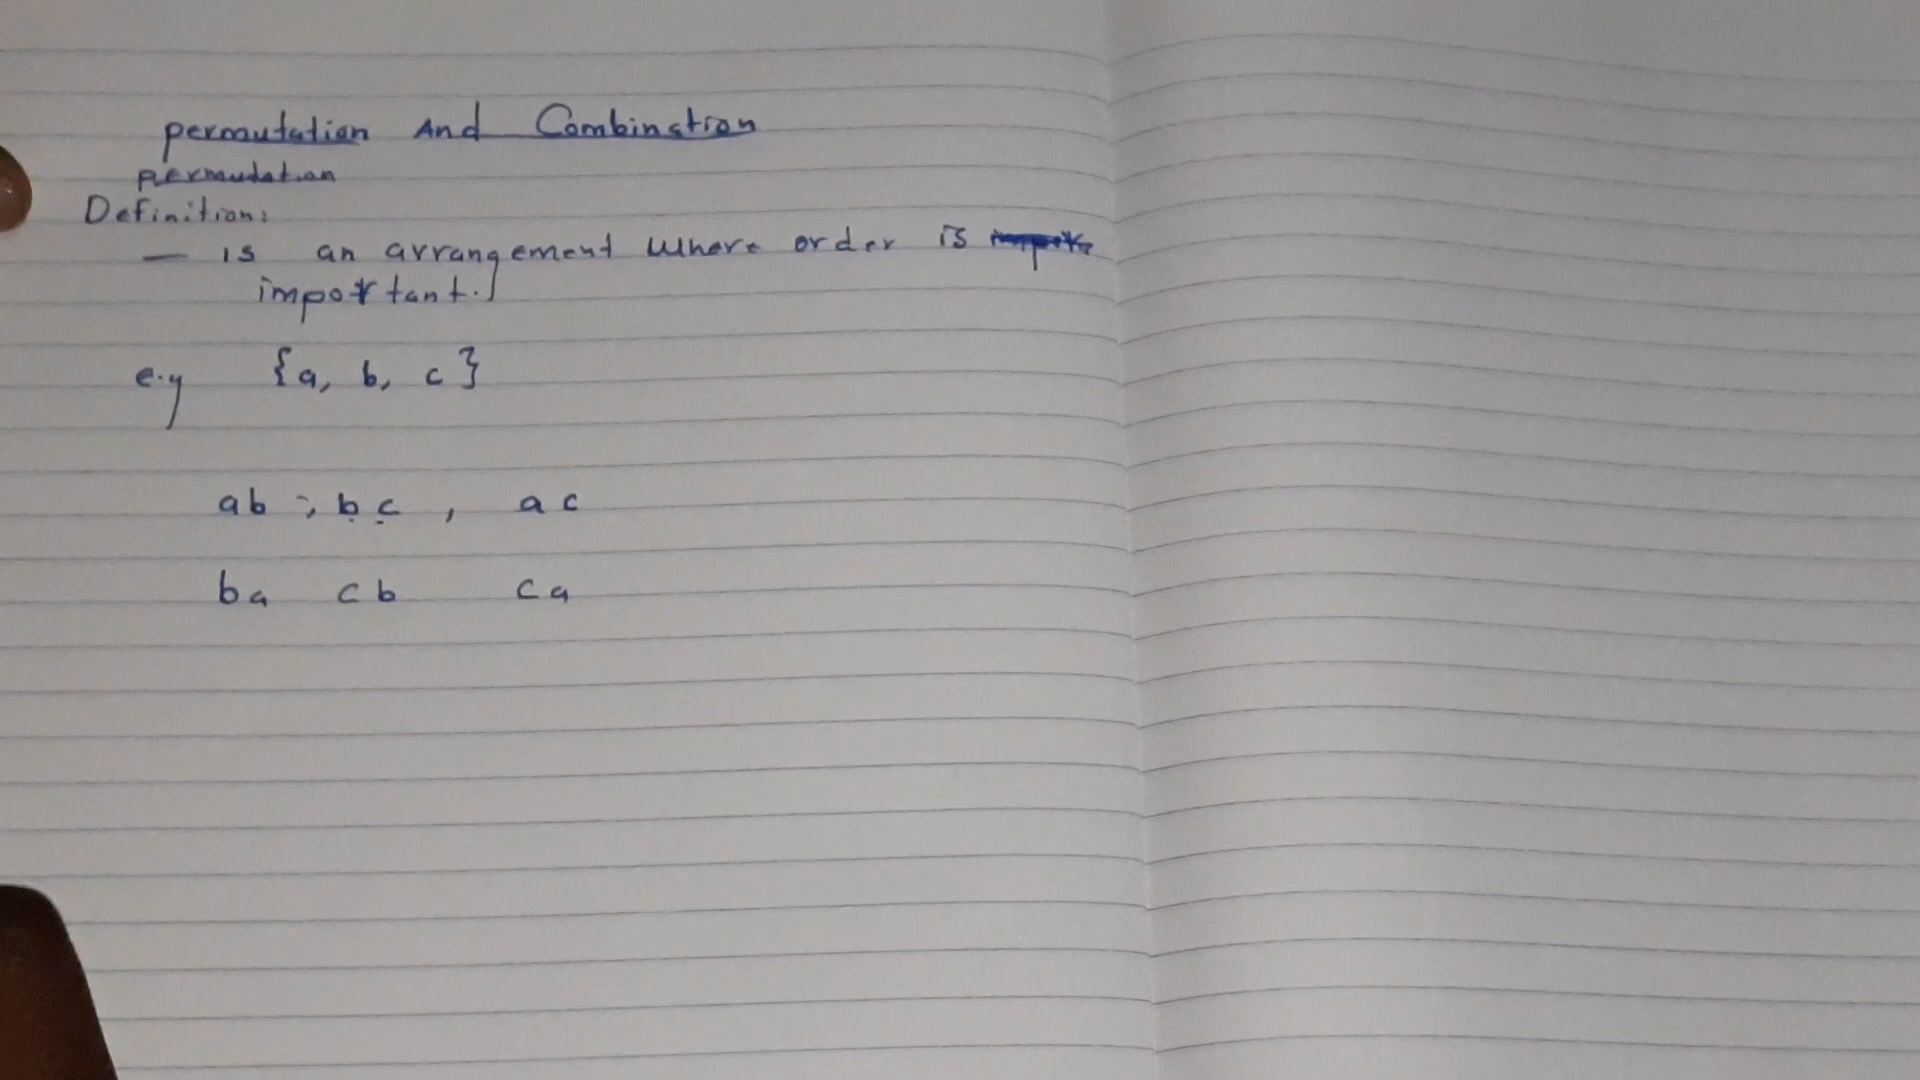 permutation And Combination
permutation
Definition:
— is an arrangement where order is
important.
e.g {a, b, c}
ab , bc , ac
ba cb ca